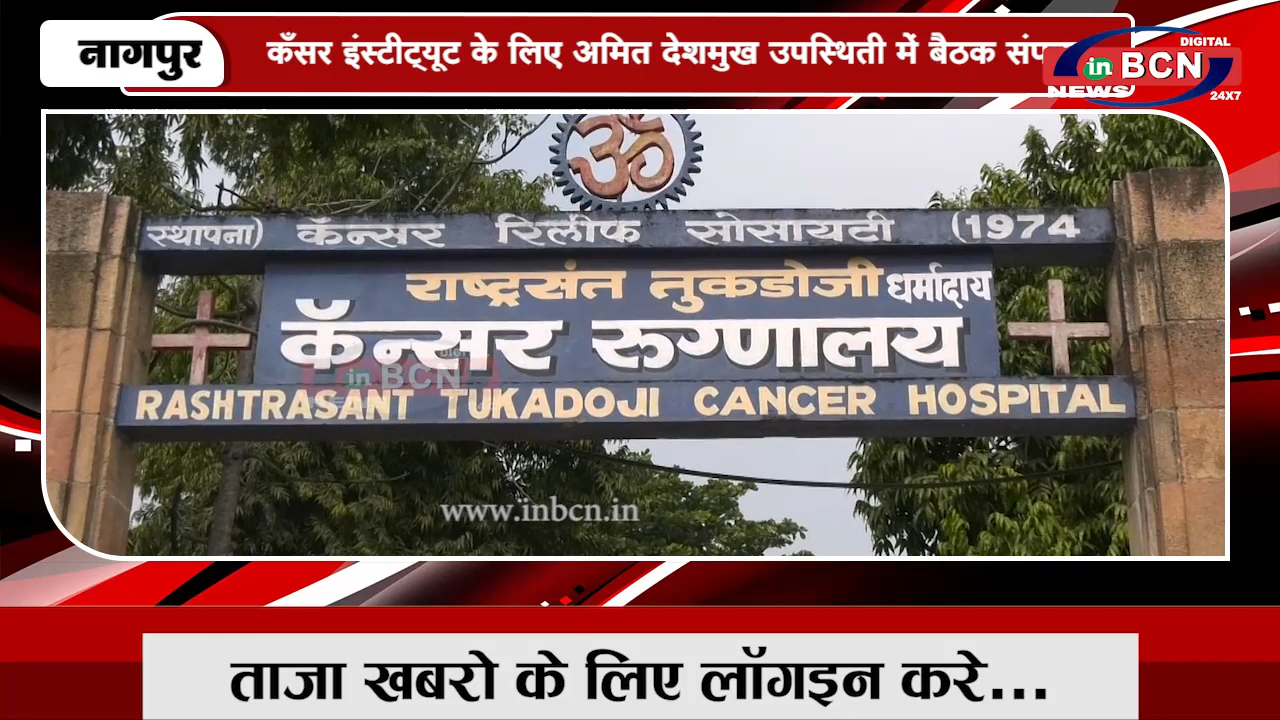 नागपुर
कँसर इंस्टीट्यूट के लिए अमित देशमुख उपस्थिती में बैठक
DIGITAL
in BCN
NEWS
24X7
ॐ
स्थापना) कॅन्सर रिलीफ सोसायटी (1974
राष्ट्रसंत तुकडोजी धर्मादाय
कॅन्सर रुग्णालय
in BCN
RASHTRASANT TUKADOJI CANCER HOSPITAL
www.inbcn.in
ताजा खबरो के लिए लॉगइन करे...